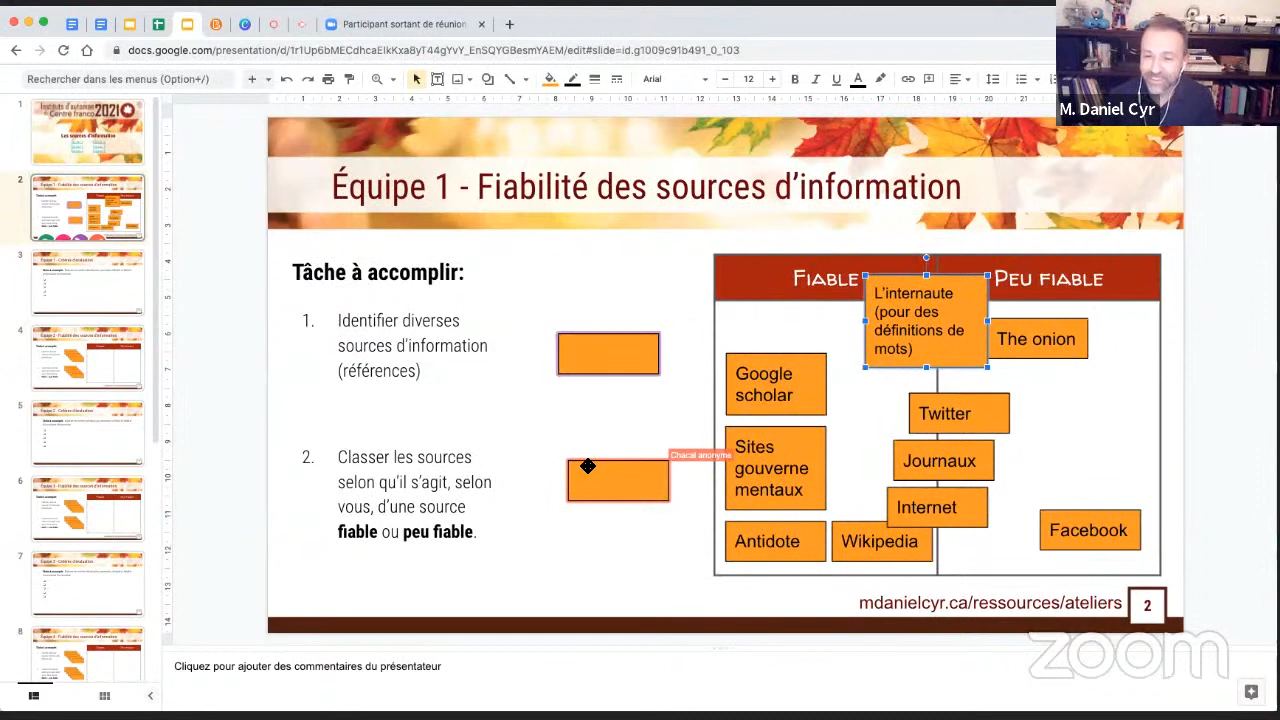 Participant sortant de réunion
docs.google.com/presentation/d/1r1Up6bMECdhcaElkKxa8yT44gYvY_EnSQYGBesmYAEM/edit#slide=id.g1009c91b491_0_103
Rechercher dans les menus (Option+/)
Arial
12
M. Daniel Cyr
Équipe 1 - Fiabilité des sources d'information
Tâche à accomplir:
1. Identifier diverses
sources d'information
(références)
2. Classer les sources
selon qu'il s'agit, selon
vous, d'une source
fiable ou peu fiable.
Chacal anonyme
Fiable
Peu fiable
L'internaute
(pour des
définitions de
mots)
The onion
Google
scholar
Twitter
Sites
gouverne
mentaux
Journaux
Internet
Facebook
Antidote
Wikipedia
mdanielcyr.ca/ressources/ateliers
2
Cliquez pour ajouter des commentaires du présentateur
zoom